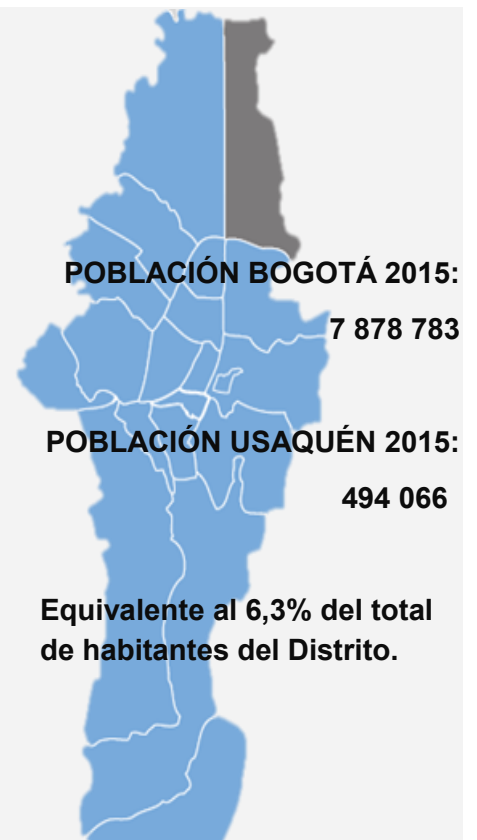 POBLACIÓN BOGOTÁ 2015:
7 878 783
POBLACIÓN USAQUÉN 2015:
494 066
Equivalente al 6,3% del total
de habitantes del Distrito.